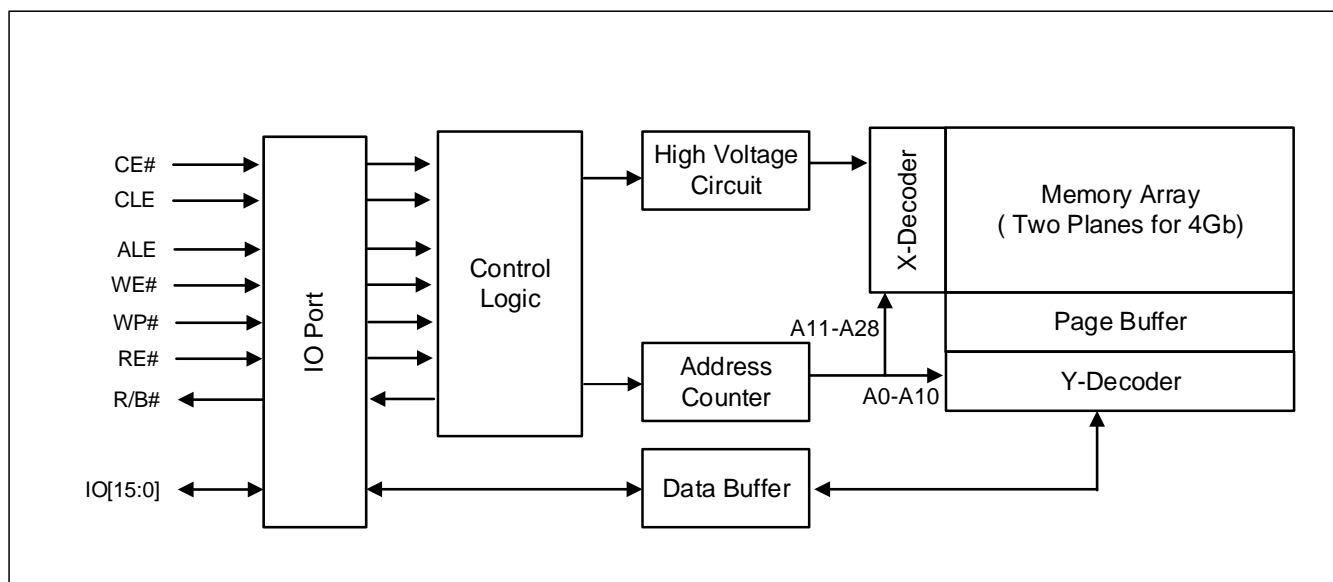 CE#
CLE
ALE
WE#
WP#
RE#
R/B#
IO[15:0]
IO Port
Control
Logic
High Voltage
Circuit
Address
Counter
Data Buffer
A11-A28
A0-A10
X-Decoder
Memory Array
( Two Planes for 4Gb)
Page Buffer
Y-Decoder